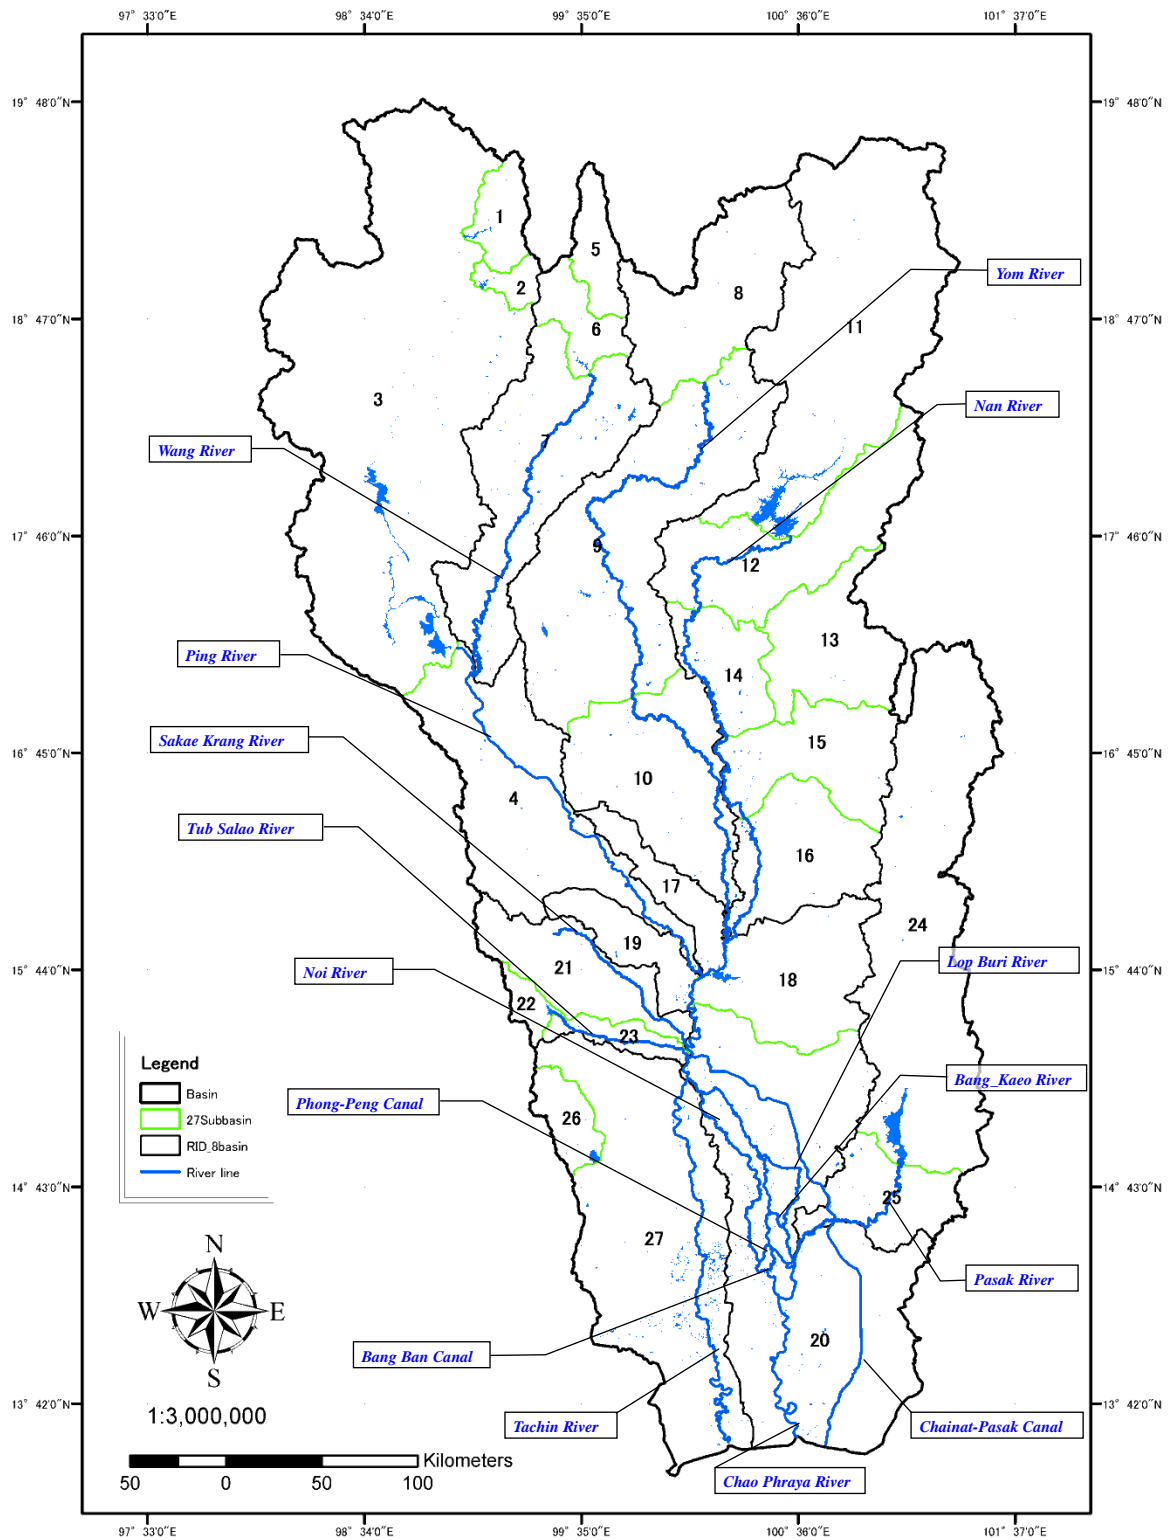 97° 33'0"E 98° 34'0"E 99° 35'0"E 100° 36'0"E 101° 37'0"E
19° 48'0"N 19° 48'0"N
1
5
2
8
Yom River
6
11
18° 47'0"N 18° 47'0"N
3
Nan River
7
Wang River
17° 46'0"N 17° 46'0"N
9
12
13
Ping River
14
Sakae Krang River
15
16° 45'0"N 16° 45'0"N
10
4
Tub Salao River
16
17
24
19
Noi River
21
Lop Buri River
15° 44'0"N 15° 44'0"N
18
22
23
Legend
Basin
27Subbasin
RID_8basin
River line
Bang_Kaeo River
Phong-Peng Canal
26
14° 43'0"N 14° 43'0"N
25
27
N
W E
S
Pasak River
20
Bang Ban Canal
13° 42'0"N 13° 42'0"N
1:3,000,000
Tachin River
Chainat-Pasak Canal
Kilometers
50 0 50 100
Chao Phraya River
97° 33'0"E 98° 34'0"E 99° 35'0"E 100° 36'0"E 101° 37'0"E